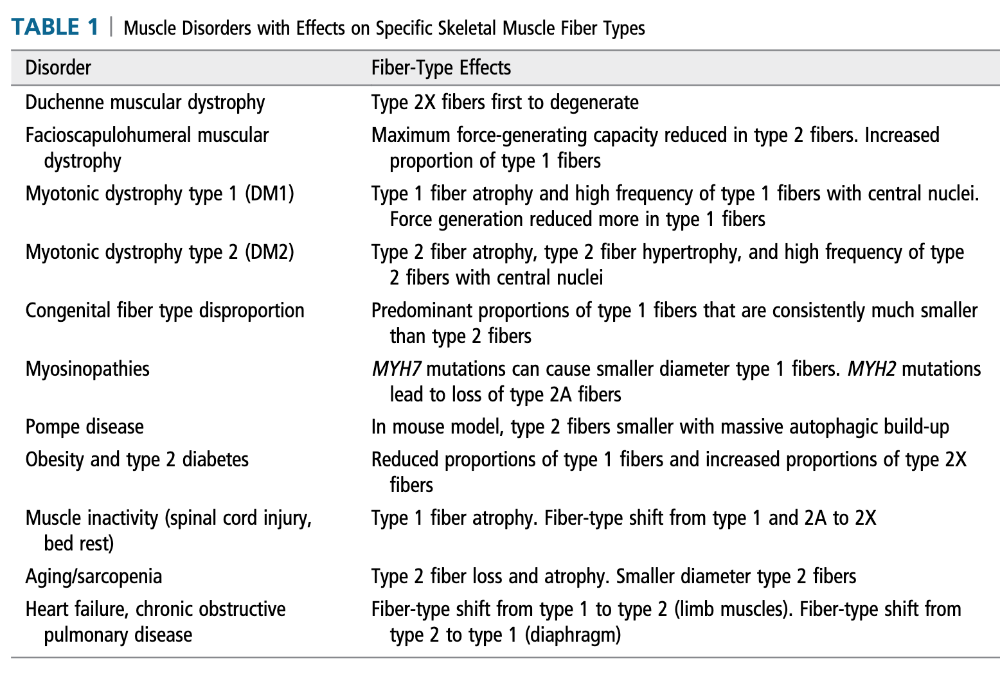 TABLE 1 | Muscle Disorders with Effects on Specific Skeletal Muscle Fiber Types
Disorder Fiber-Type Effects
Duchenne muscular dystrophy Type 2X fibers first to degenerate
Facioscapulohumeral muscular Maximum force-generating capacity reduced in type 2 fibers. Increased
dystrophy proportion of type 1 fibers
Myotonic dystrophy type 1 (DM1) Type 1 fiber atrophy and high frequency of type 1 fibers with central nuclei.
Force generation reduced more in type 1 fibers
Myotonic dystrophy type 2 (DM2) Type 2 fiber atrophy, type 2 fiber hypertrophy, and high frequency of type
2 fibers with central nuclei
Congenital fiber type disproportion Predominant proportions of type 1 fibers that are consistently much smaller
than type 2 fibers
Myosinopathies MYH7 mutations can cause smaller diameter type 1 fibers. MYH2 mutations
lead to loss of type 2A fibers
Pompe disease In mouse model, type 2 fibers smaller with massive autophagic build-up
Obesity and type 2 diabetes Reduced proportions of type 1 fibers and increased proportions of type 2X
fibers
Muscle inactivity (spinal cord injury, Type 1 fiber atrophy. Fiber-type shift from type 1 and 2A to 2X
bed rest)
Aging/sarcopenia Type 2 fiber loss and atrophy. Smaller diameter type 2 fibers
Heart failure, chronic obstructive Fiber-type shift from type 1 to type 2 (limb muscles). Fiber-type shift from
pulmonary disease type 2 to type 1 (diaphragm)